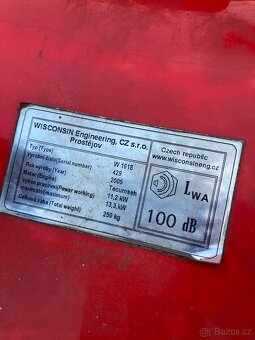 WISCONSIN Engineering, CZ s.r.o.
Prostějov
Czech republic
www.wisconsineng.cz
Typ (Type) W 1618
Výrobní číslo(Serial number) 429
Rok výroby (Year) 2005
Motor (Engine) Tecumseh
Výkon pracovní(Power working) 11,2 kW
maximální(maximum) 13,3 kW
Celková váha (Total weight) 250 kg
LWA
100 dB
Bazos.cz